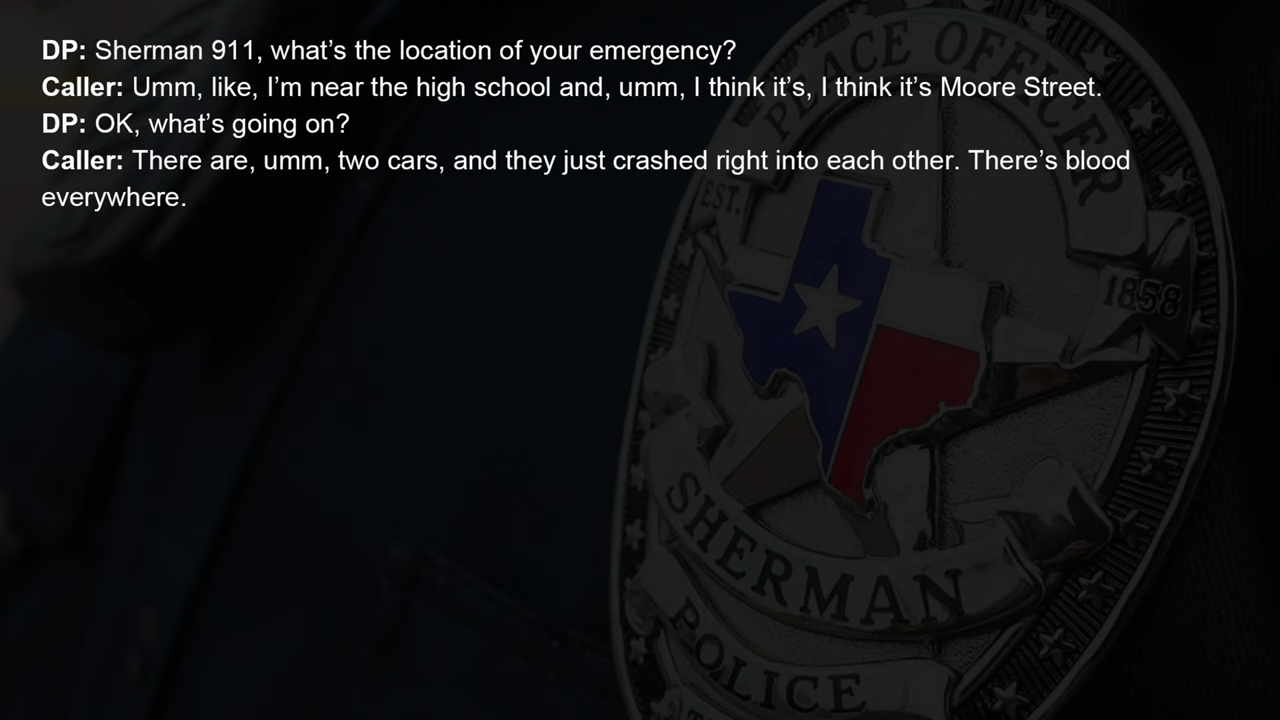 DP: Sherman 911, what’s the location of your emergency?
Caller: Umm, like, I’m near the high school and, umm, I think it’s, I think it’s Moore Street.
DP: OK, what’s going on?
Caller: There are, umm, two cars, and they just crashed right into each other. There’s blood
everywhere.
PEACE OFFICER
EST.
1858
SHERMAN
POLICE